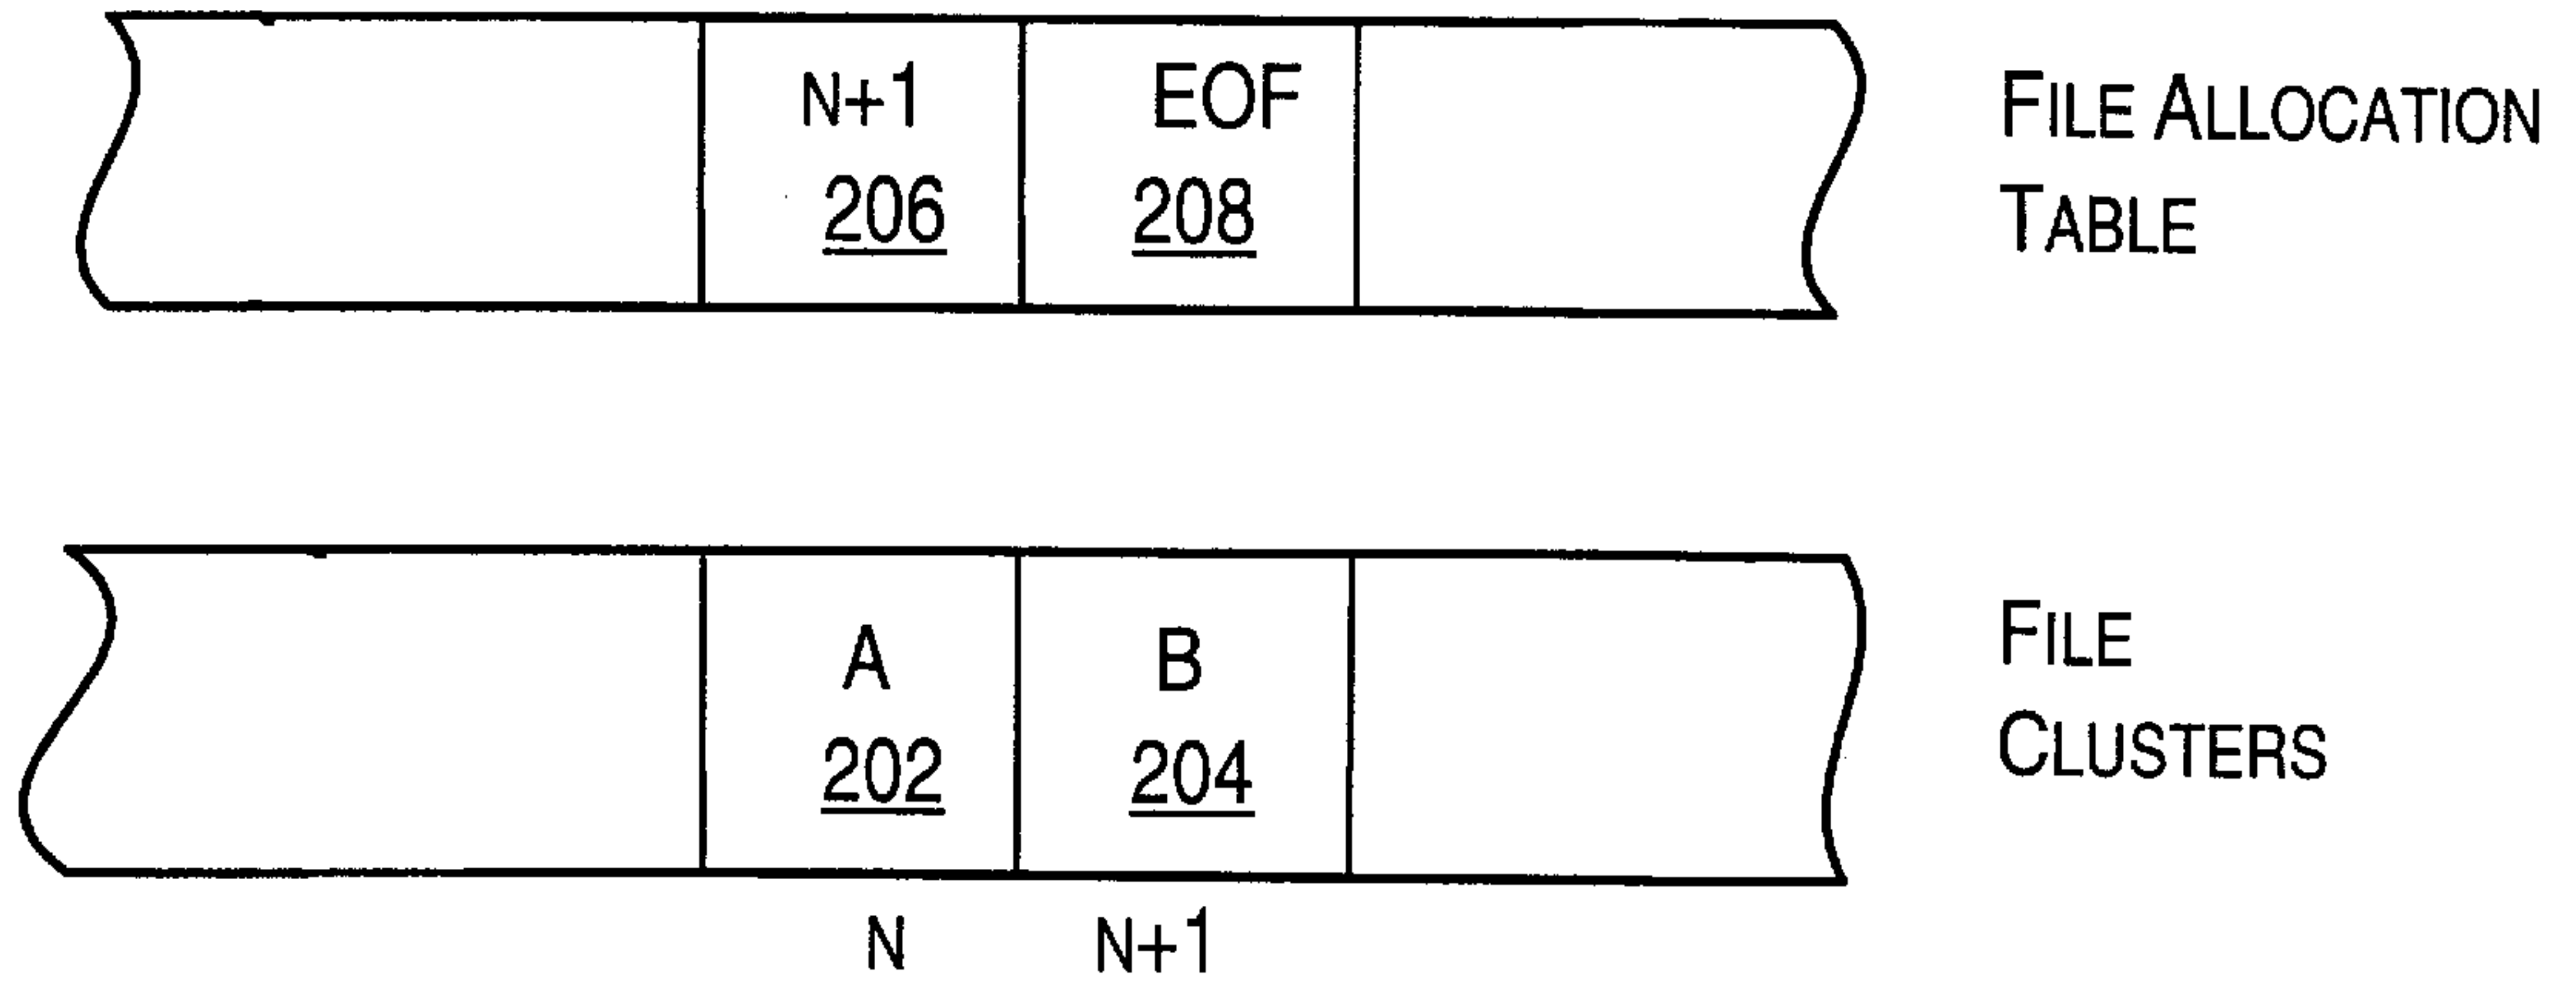 N+1 EOF
206 208
FILE ALLOCATION
TABLE
A B
202 204
FILE
CLUSTERS
N N+1